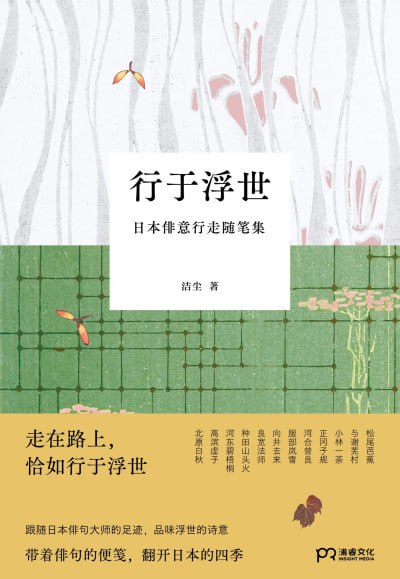 行于浮世
日本俳意行走随笔集
洁尘 著
走在路上，
恰如行于浮世
松尾芭蕉
与谢芜村
小林一茶
正冈子规
河合曾良
服部岚雪
向井去来
良宽法师
种田山头火
河东碧梧桐
高滨虚子
北原白秋
跟随日本俳句大师的足迹，品味浮世的诗意
带着俳句的便笺，翻开日本的四季
浦睿文化
INSIGHT MEDIA